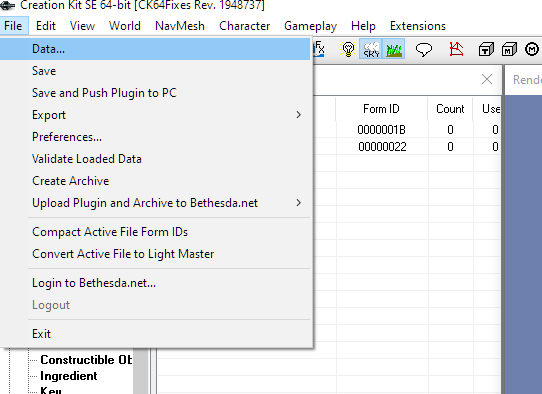 Creation Kit SE 64-bit [CK64Fixes Rev. 1948737]
File Edit View World NavMesh Character Gameplay Help Extensions
Data...
SKY
T M
Save
Rende
Save and Push Plugin to PC
Form ID Count Use
Export
0000001B 0 0
Preferences...
00000022 0 0
Validate Loaded Data
Create Archive
Upload Plugin and Archive to Bethesda.net
Compact Active File Form IDs
Convert Active File to Light Master
Login to Bethesda.net...
Logout
Exit
Constructible Ob
Ingredient
Key